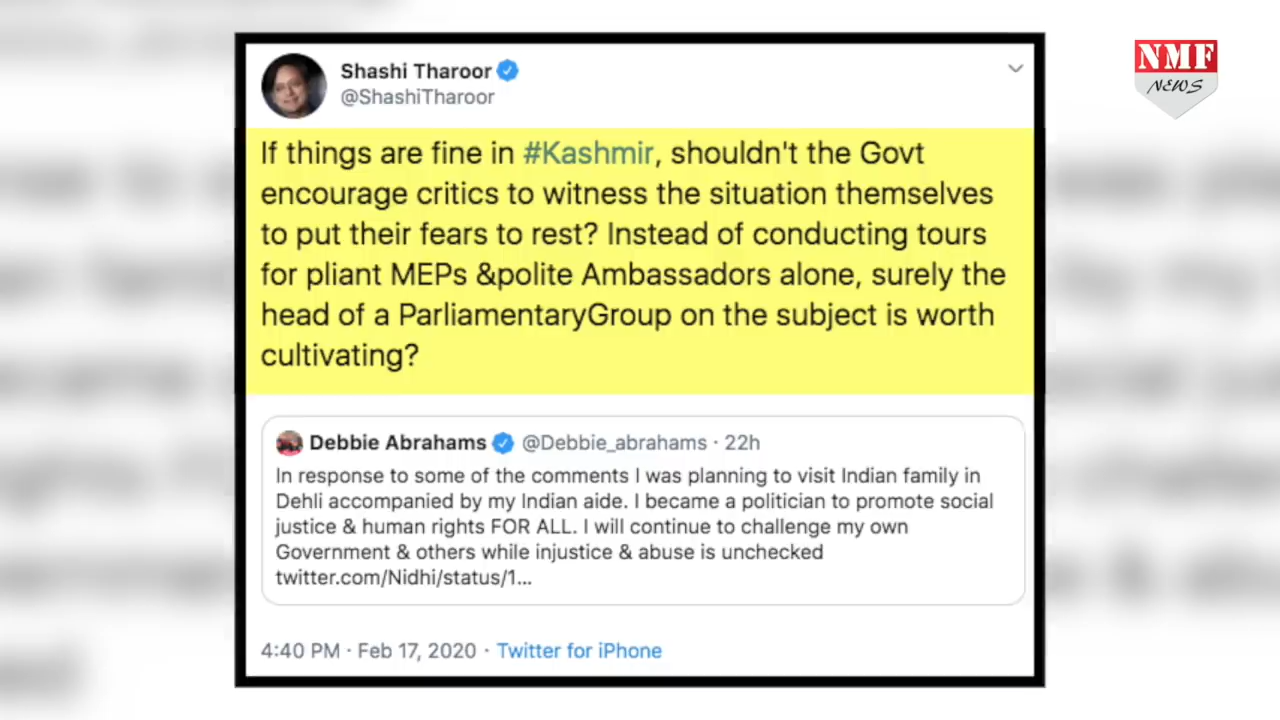 NMF
NEWS
Shashi Tharoor
@ShashiTharoor
If things are fine in #Kashmir, shouldn't the Govt
encourage critics to witness the situation themselves
to put their fears to rest? Instead of conducting tours
for pliant MEPs &polite Ambassadors alone, surely the
head of a ParliamentaryGroup on the subject is worth
cultivating?
Debbie Abrahams @Debbie_abrahams · 22h
In response to some of the comments I was planning to visit Indian family in
Dehli accompanied by my Indian aide. I became a politician to promote social
justice & human rights FOR ALL. I will continue to challenge my own
Government & others while injustice & abuse is unchecked
twitter.com/Nidhi/status/1...
4:40 PM · Feb 17, 2020 · Twitter for iPhone